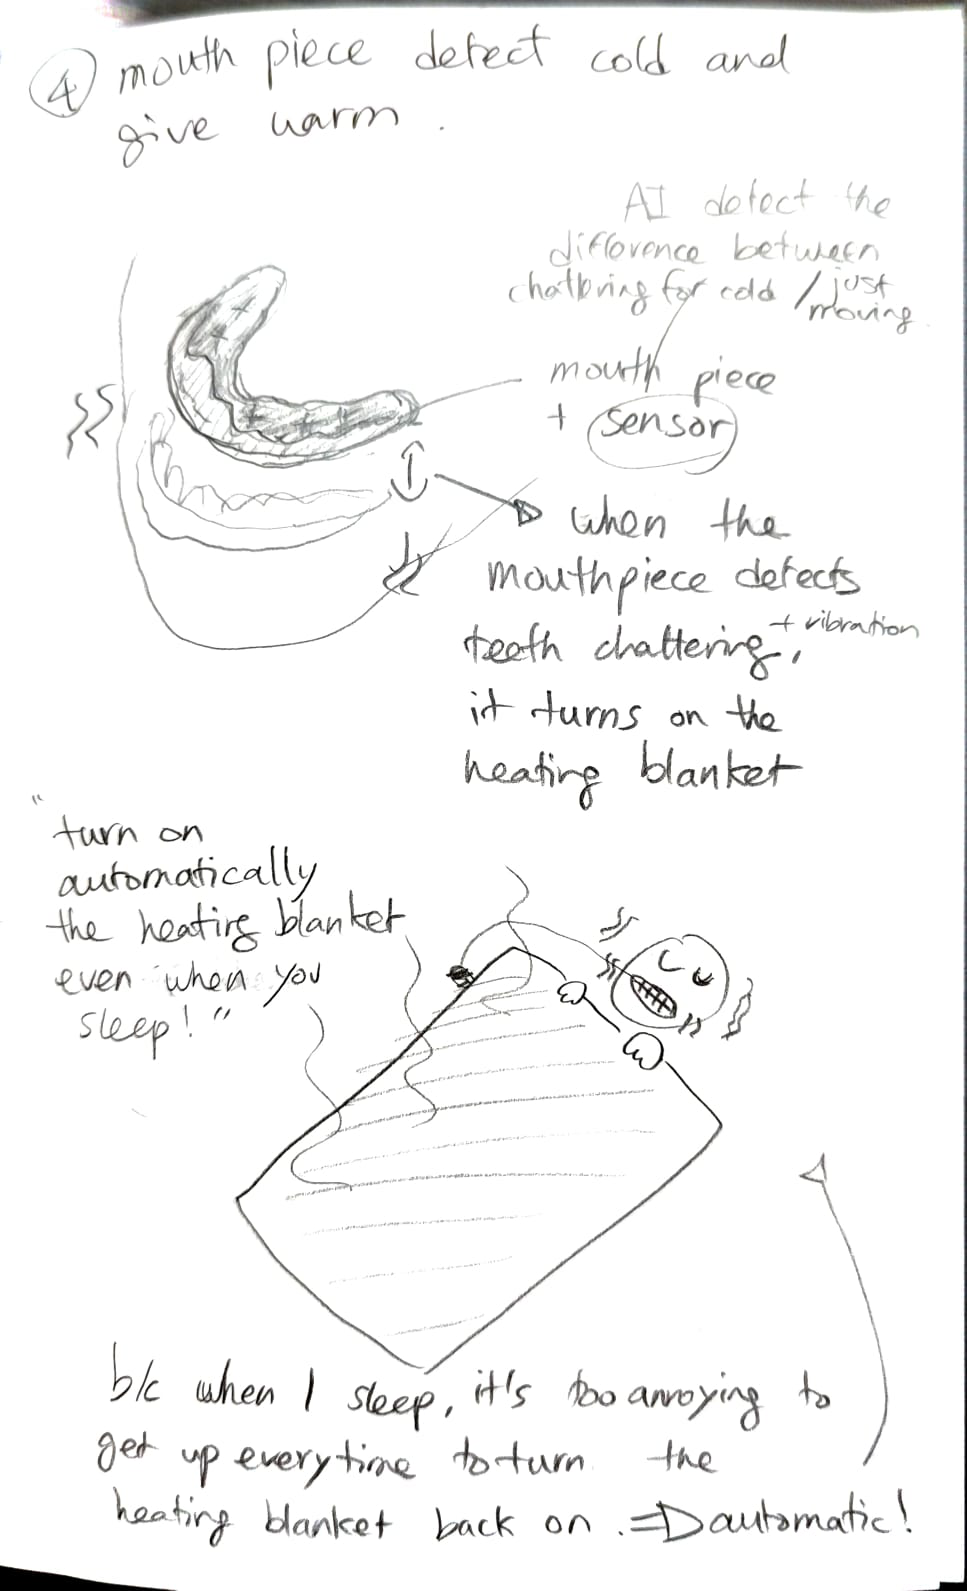 4 mouth piece detect cold and
give warm.
AI detect the
difference between
chattering for cold / just
moving.
mouth piece
+ sensor
when the
mouthpiece detects
teeth chattering, + vibration
it turns on the
heating blanket
"turn on
automatically
the heating blanket
even when you
sleep!"
b/c when I sleep, it's too annoying to
get up everytime to turn the
heating blanket back on. ⇒ automatic!